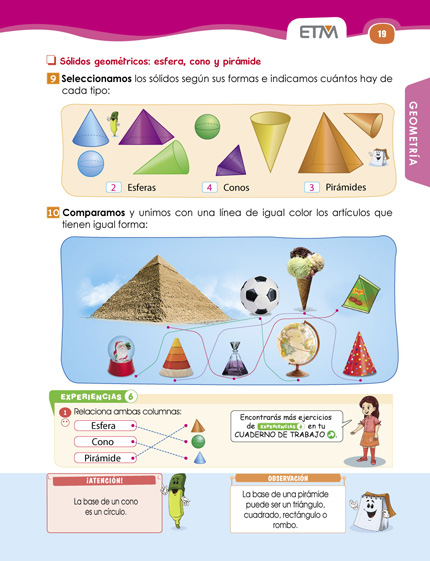 ETM
19
Sólidos geométricos: esfera, cono y pirámide
9 Seleccionamos los sólidos según sus formas e indicamos cuántos hay de
cada tipo:
2 Esferas
4 Conos
3 Pirámides
10 Comparamos y unimos con una línea de igual color los artículos que
tienen igual forma:
GEOMETRÍA
EXPERIENCIAS 6
1 Relaciona ambas columnas:
Esfera
Cono
Pirámide
Encontrarás más ejercicios
de EXPERIENCIAS 6 en tu
CUADERNO DE TRABAJO
¡ATENCIÓN!
La base de un cono
es un círculo.
OBSERVACIÓN
La base de una pirámide
puede ser un triángulo,
cuadrado, rectángulo o
rombo.